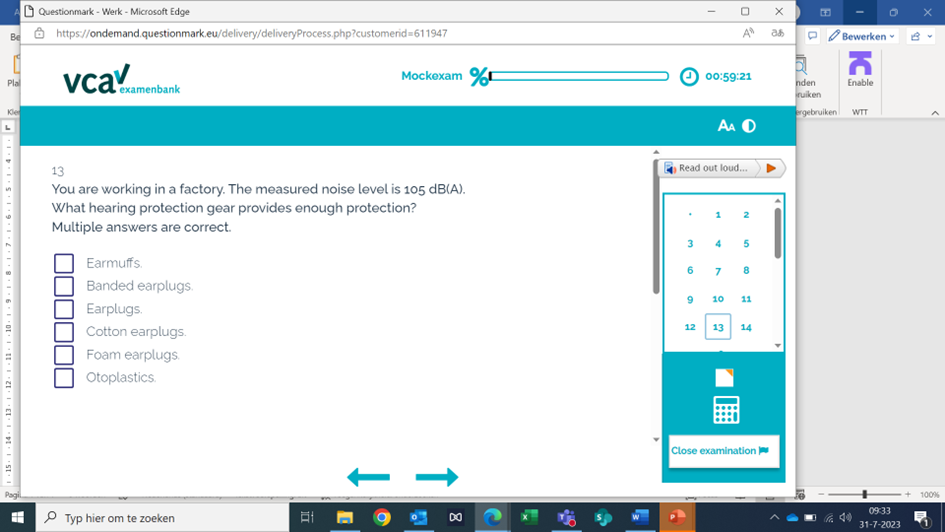 Questionmark - Werk - Microsoft Edge
https://ondemand.questionmark.eu/delivery/deliveryProcess.php?customerid=611947
Bewerken
vca examenbank
Mockexam % 00:59:21
Enable
WTT
AA
13
You are working in a factory. The measured noise level is 105 dB(A).
What hearing protection gear provides enough protection?
Multiple answers are correct.
Earmuffs.
Banded earplugs.
Earplugs.
Cotton earplugs.
Foam earplugs.
Otoplastics.
Read out loud...
1 2
3 4 5
6 7 8
9 10 11
12 13 14
Close examination
100%
Typ hier om te zoeken
09:33
31-7-2023